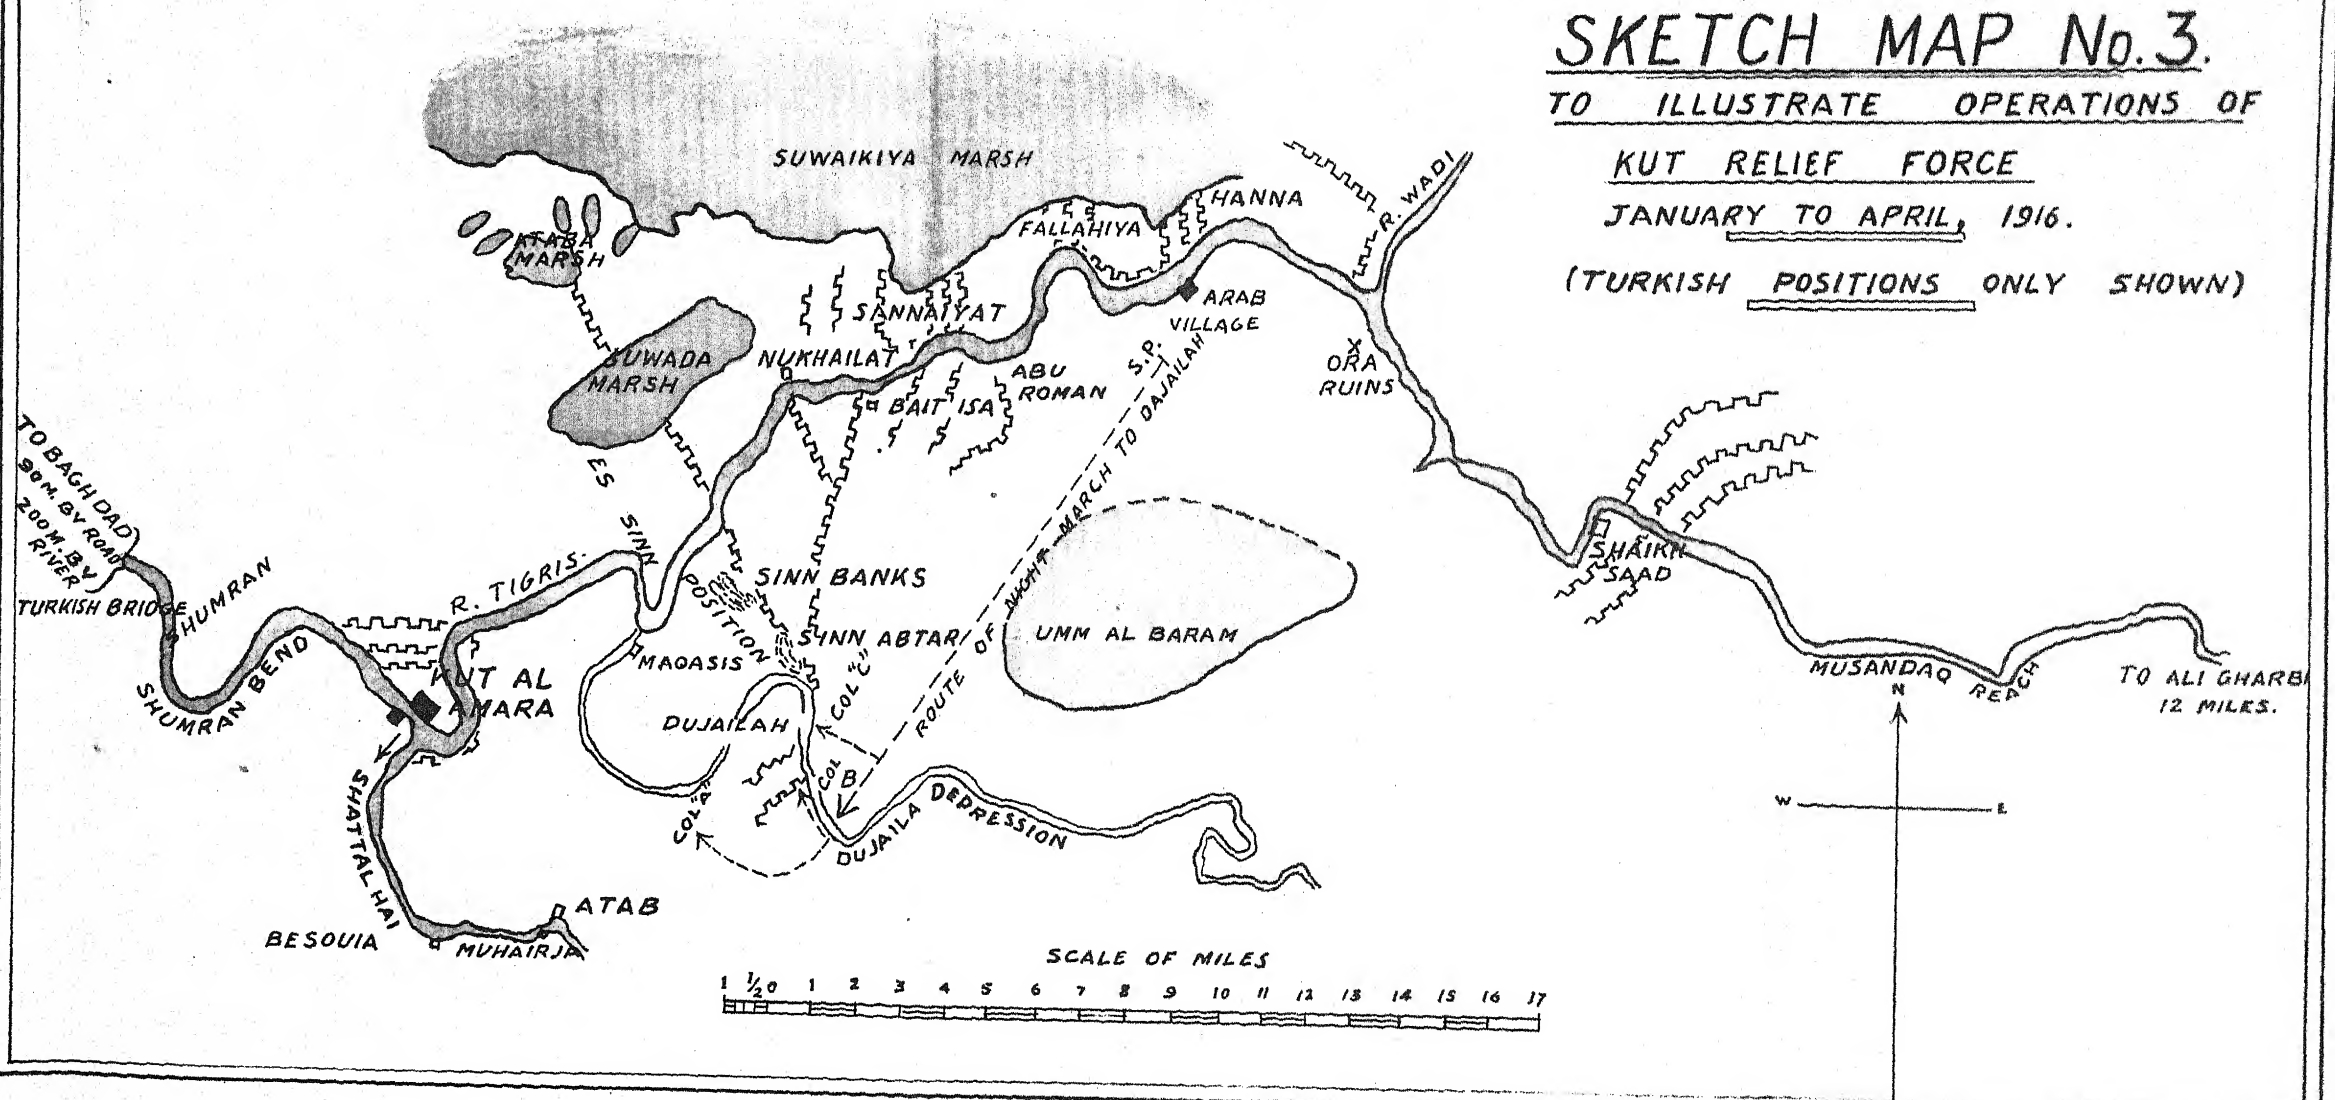 SKETCH MAP No. 3.
TO ILLUSTRATE OPERATIONS OF
KUT RELIEF FORCE
JANUARY TO APRIL, 1916.
(TURKISH POSITIONS ONLY SHOWN)
SUWAIKIYA MARSH
HANNA
R. WADI
FALLAHIYA
ATABA
MARSH
ARAB
VILLAGE
SANNAIYAT
SUWADA
MARSH
NUKHAILAT
ORA
RUINS
ABU
ROMAN
BAIT ISA
S.P.
ROUTE OF NIGHT MARCH TO DAJAILAH
TO BAGHDAD
90 M. BY ROAD
200 M. BY
RIVER
ES SINN POSITION
SHAIKH
SAAD
R. TIGRIS.
SINN BANKS
TURKISH BRIDGE
SHUMRAN
SINN ABTAR
UMM AL BARAM
MAQASIS
SHUMRAN BEND
KUT AL
AMARA
MUSANDAQ REACH
TO ALI GHARBI
12 MILES.
DUJAILAH
COL "C"
COL
B
COL "A"
DUJAILA DEPRESSION
SHATTAL HAI
ATAB
BESOUIA
MUHAIRJA
N
W
E
SCALE OF MILES
1 1/2 0 1 2 3 4 5 6 7 8 9 10 11 12 13 14 15 16 17